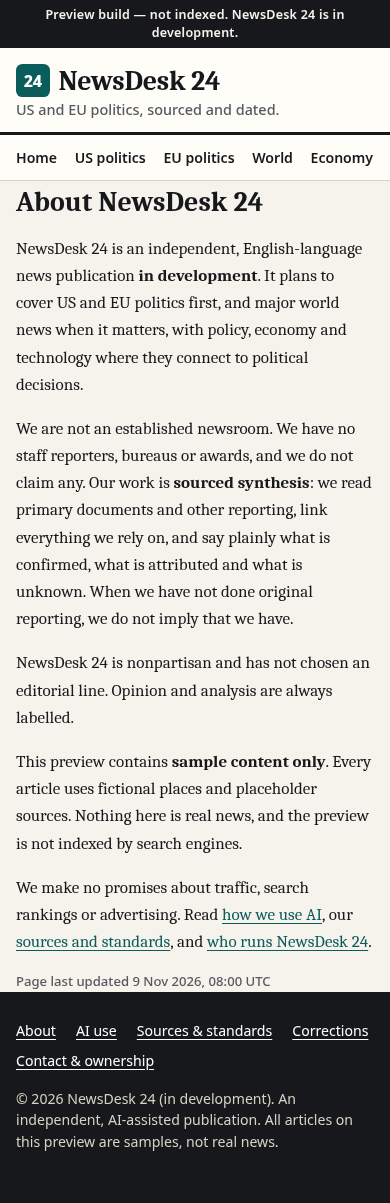 Preview build — not indexed. NewsDesk 24 is in
development.
24 NewsDesk 24
US and EU politics, sourced and dated.
Home US politics EU politics World Economy
About NewsDesk 24
NewsDesk 24 is an independent, English-language
news publication in development. It plans to
cover US and EU politics first, and major world
news when it matters, with policy, economy and
technology where they connect to political
decisions.
We are not an established newsroom. We have no
staff reporters, bureaus or awards, and we do not
claim any. Our work is sourced synthesis: we read
primary documents and other reporting, link
everything we rely on, and say plainly what is
confirmed, what is attributed and what is
unknown. When we have not done original
reporting, we do not imply that we have.
NewsDesk 24 is nonpartisan and has not chosen an
editorial line. Opinion and analysis are always
labelled.
This preview contains sample content only. Every
article uses fictional places and placeholder
sources. Nothing here is real news, and the preview
is not indexed by search engines.
We make no promises about traffic, search
rankings or advertising. Read how we use AI, our
sources and standards, and who runs NewsDesk 24.
Page last updated 9 Nov 2026, 08:00 UTC
About AI use Sources & standards Corrections
Contact & ownership
© 2026 NewsDesk 24 (in development). An
independent, AI-assisted publication. All articles on
this preview are samples, not real news.